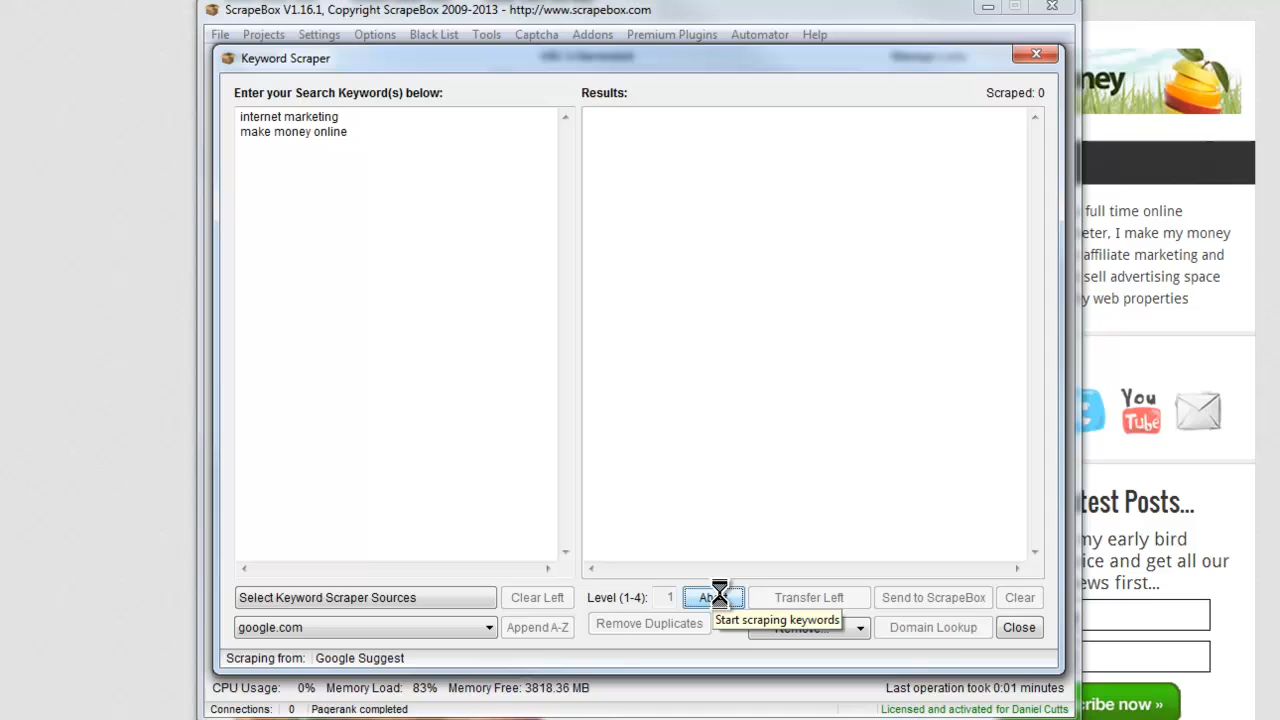 ScrapeBox V1.16.1, Copyright ScrapeBox 2009-2013 - http://www.scrapebox.com
File Projects Settings Options Black List Tools Captcha Addons Premium Plugins Automator Help
Keyword Scraper
Enter your Search Keyword(s) below:
Results:
Scraped: 0
internet marketing
make money online
Select Keyword Scraper Sources
Clear Left
Level (1-4): 1
Transfer Left
Send to ScrapeBox
Clear
google.com
Append A-Z
Remove Duplicates
Start scraping keywords
Remove...
Domain Lookup
Close
Scraping from: Google Suggest
CPU Usage: 0% Memory Load: 83% Memory Free: 3818.36 MB
Last operation took 0:01 minutes
Connections: 0 Pagerank completed
Licensed and activated for Daniel Cutts
full time online
I make my money
affiliate marketing and
sell advertising space
web properties
You
Tube
Posts...
my early bird
and get all our
first...
now »